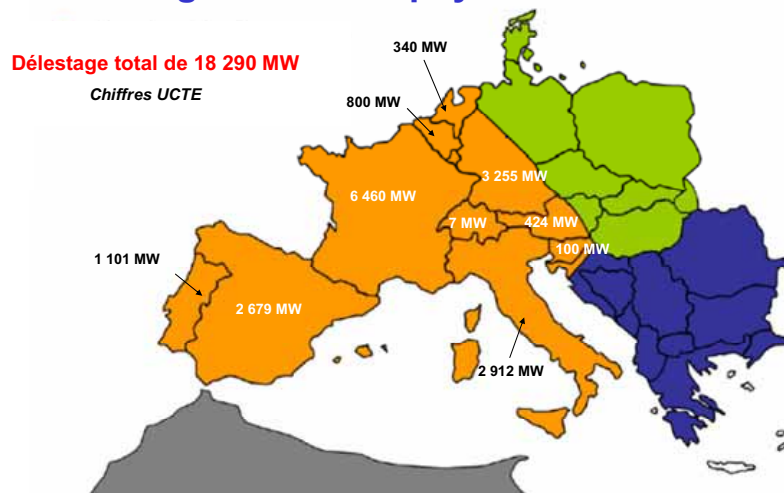 340 MW
Délestage total de 18 290 MW
Chiffres UCTE
800 MW
3 255 MW
6 460 MW
7 MW
424 MW
100 MW
1 101 MW
2 679 MW
2 912 MW